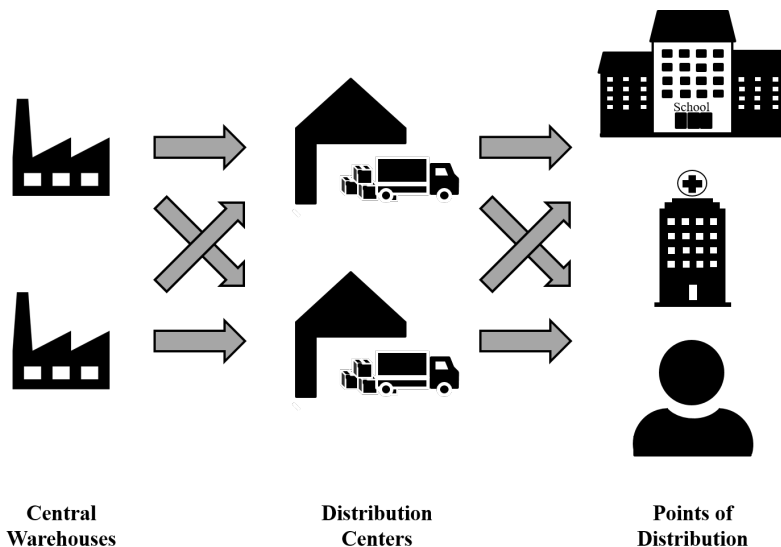 School
Central
Warehouses
Distribution
Centers
Points of
Distribution